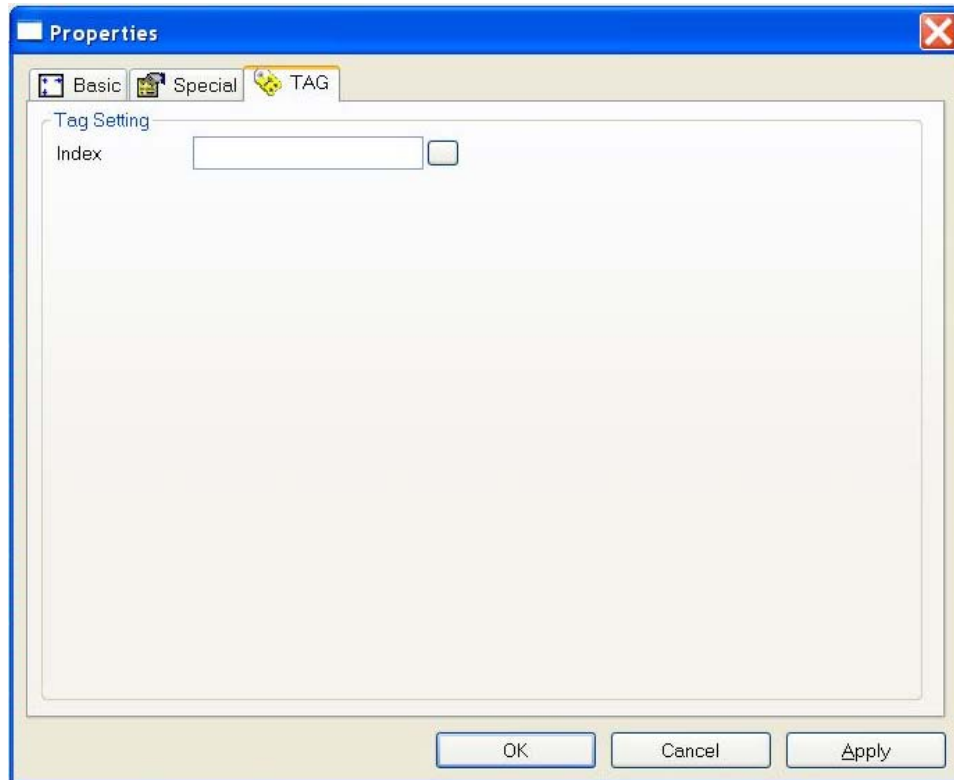 Properties
Basic Special TAG
Tag Setting
Index
OK Cancel Apply